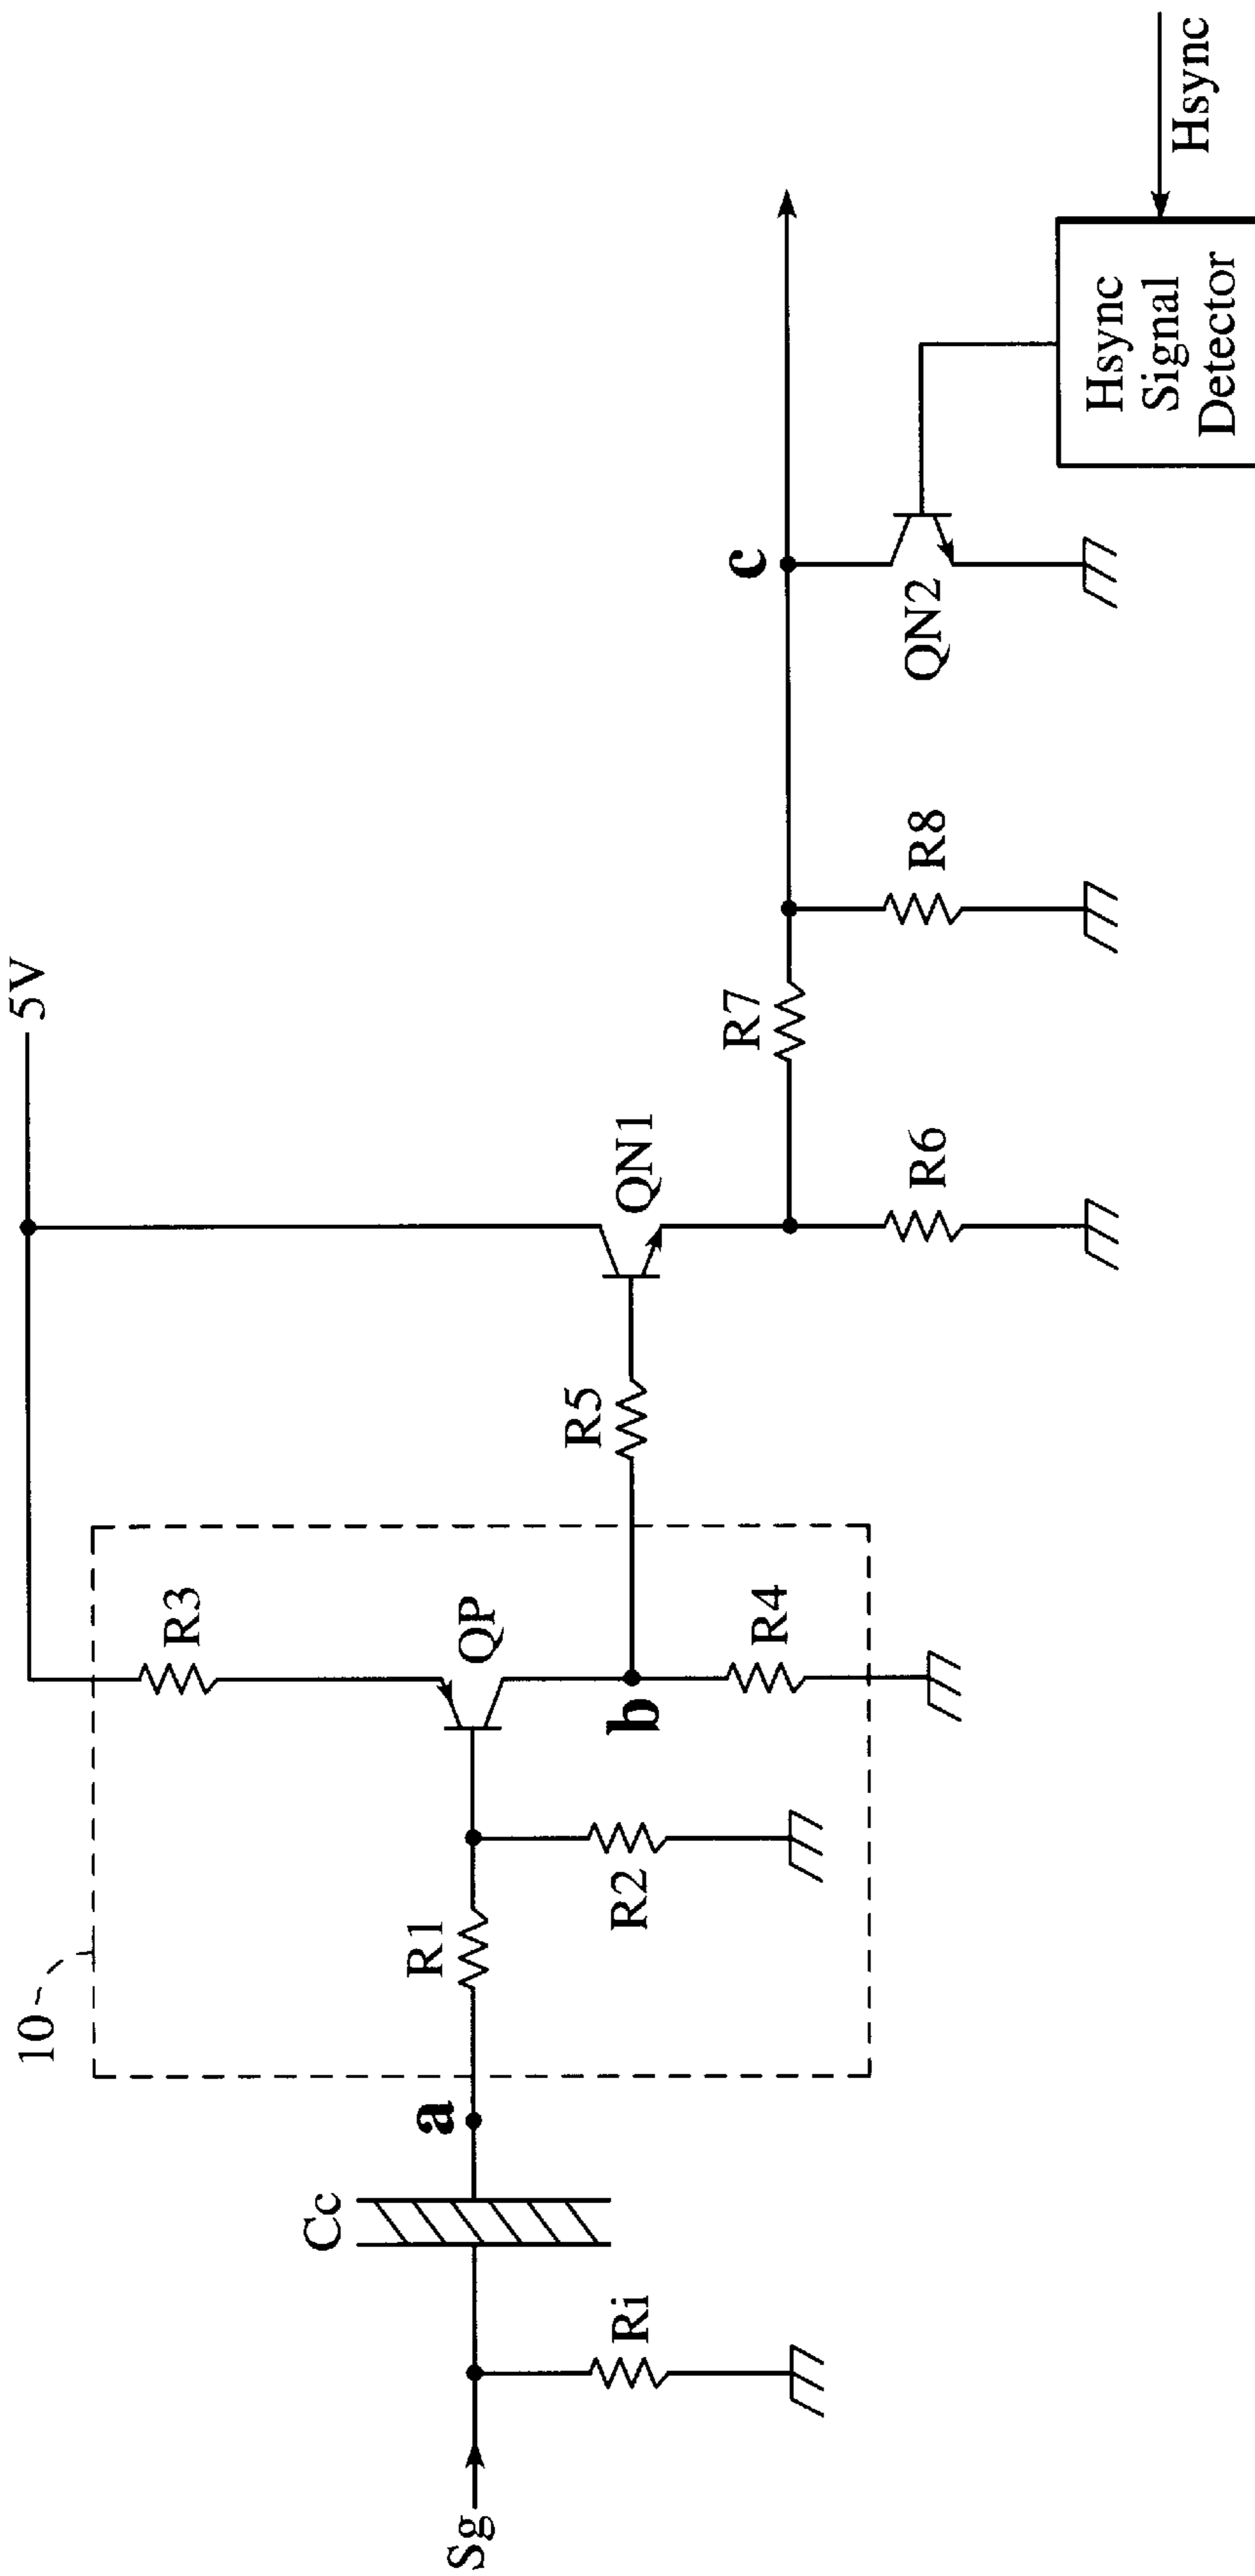 5V
10
R3
QP
R1
R2
b
R4
a
Cc
Sg
Ri
R5
QN1
R7
R6
R8
c
QN2
Hsync
Signal
Detector
Hsync